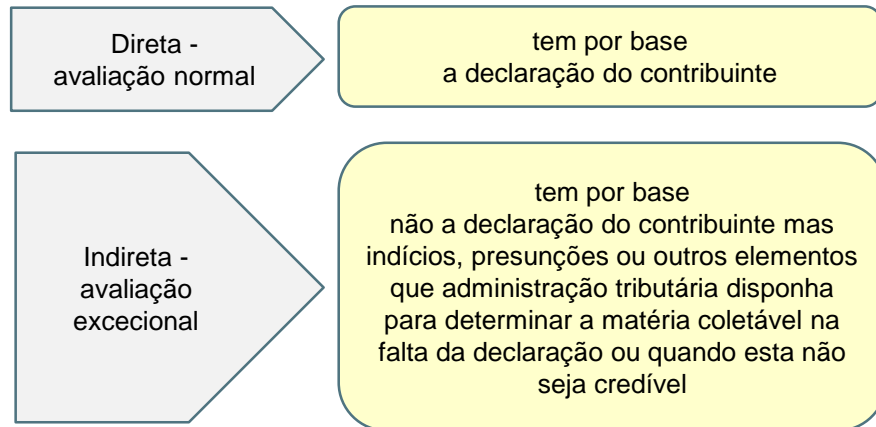 Direta -
avaliação normal
tem por base
a declaração do contribuinte
Indireta -
avaliação
excecional
tem por base
não a declaração do contribuinte mas
indícios, presunções ou outros elementos
que administração tributária disponha
para determinar a matéria coletável na
falta da declaração ou quando esta não
seja credível